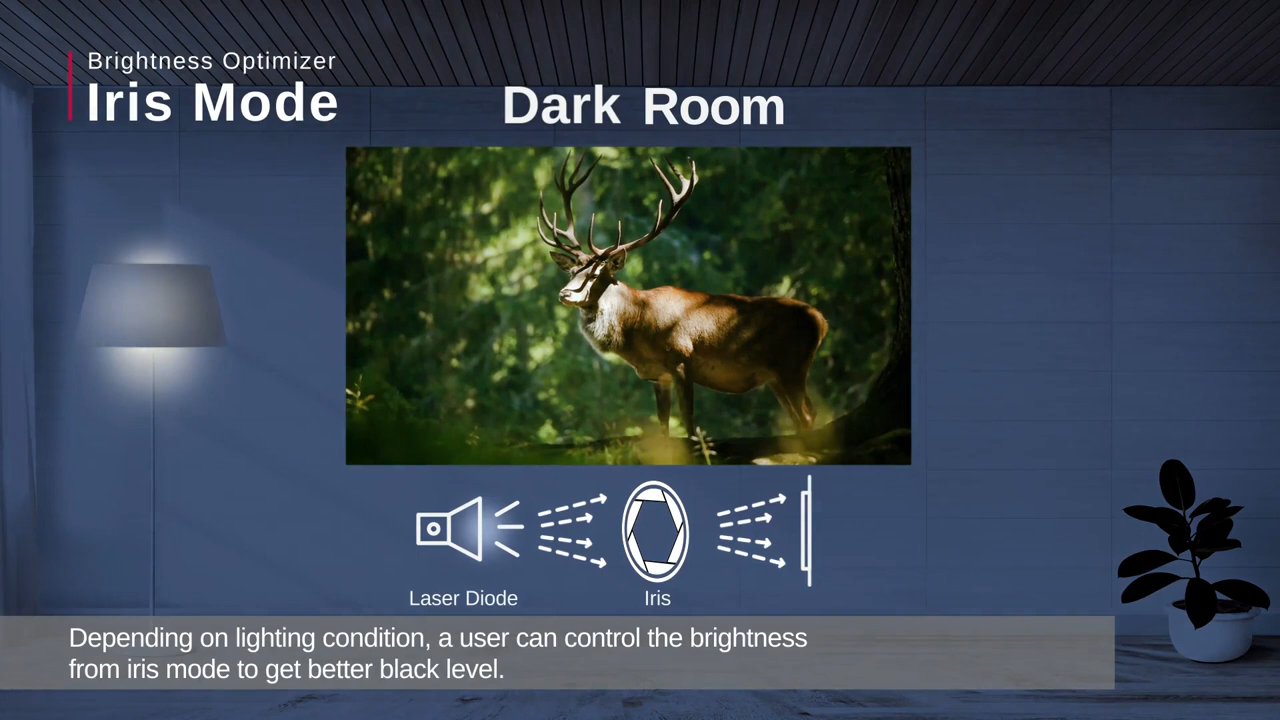 Brightness Optimizer
Iris Mode
Dark Room
Laser Diode
Iris
Depending on lighting condition, a user can control the brightness
from iris mode to get better black level.